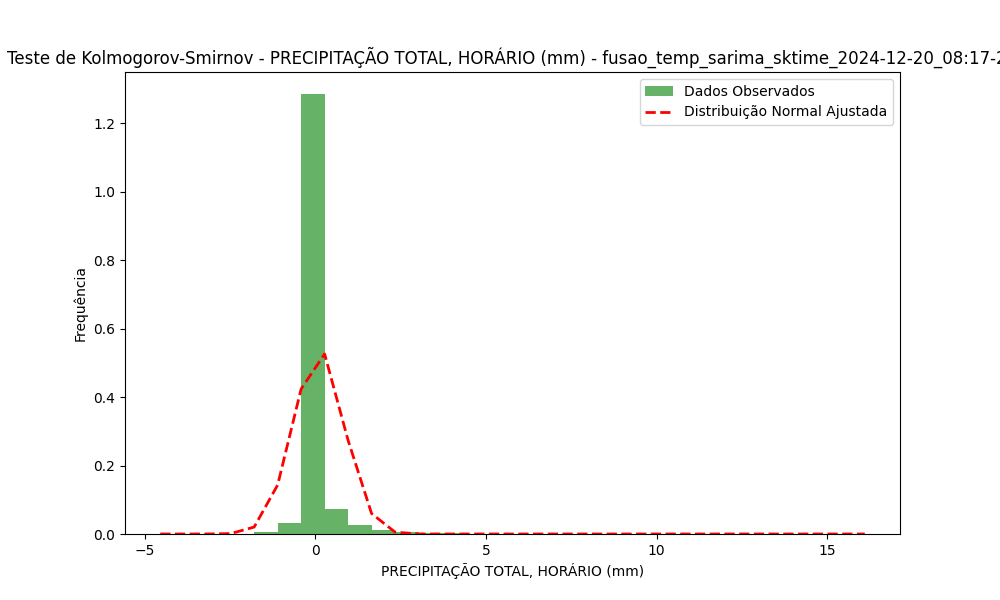 Teste de Kolmogorov-Smirnov - PRECIPITAÇÃO TOTAL, HORÁRIO (mm) - fusao_temp_sarima_sktime_2024-12-20_08:17-2
Dados Observados
Distribuição Normal Ajustada
1.2
1.0
0.8
0.6
0.4
0.2
0.0
Frequência
−5
0
5
10
15
PRECIPITAÇÃO TOTAL, HORÁRIO (mm)